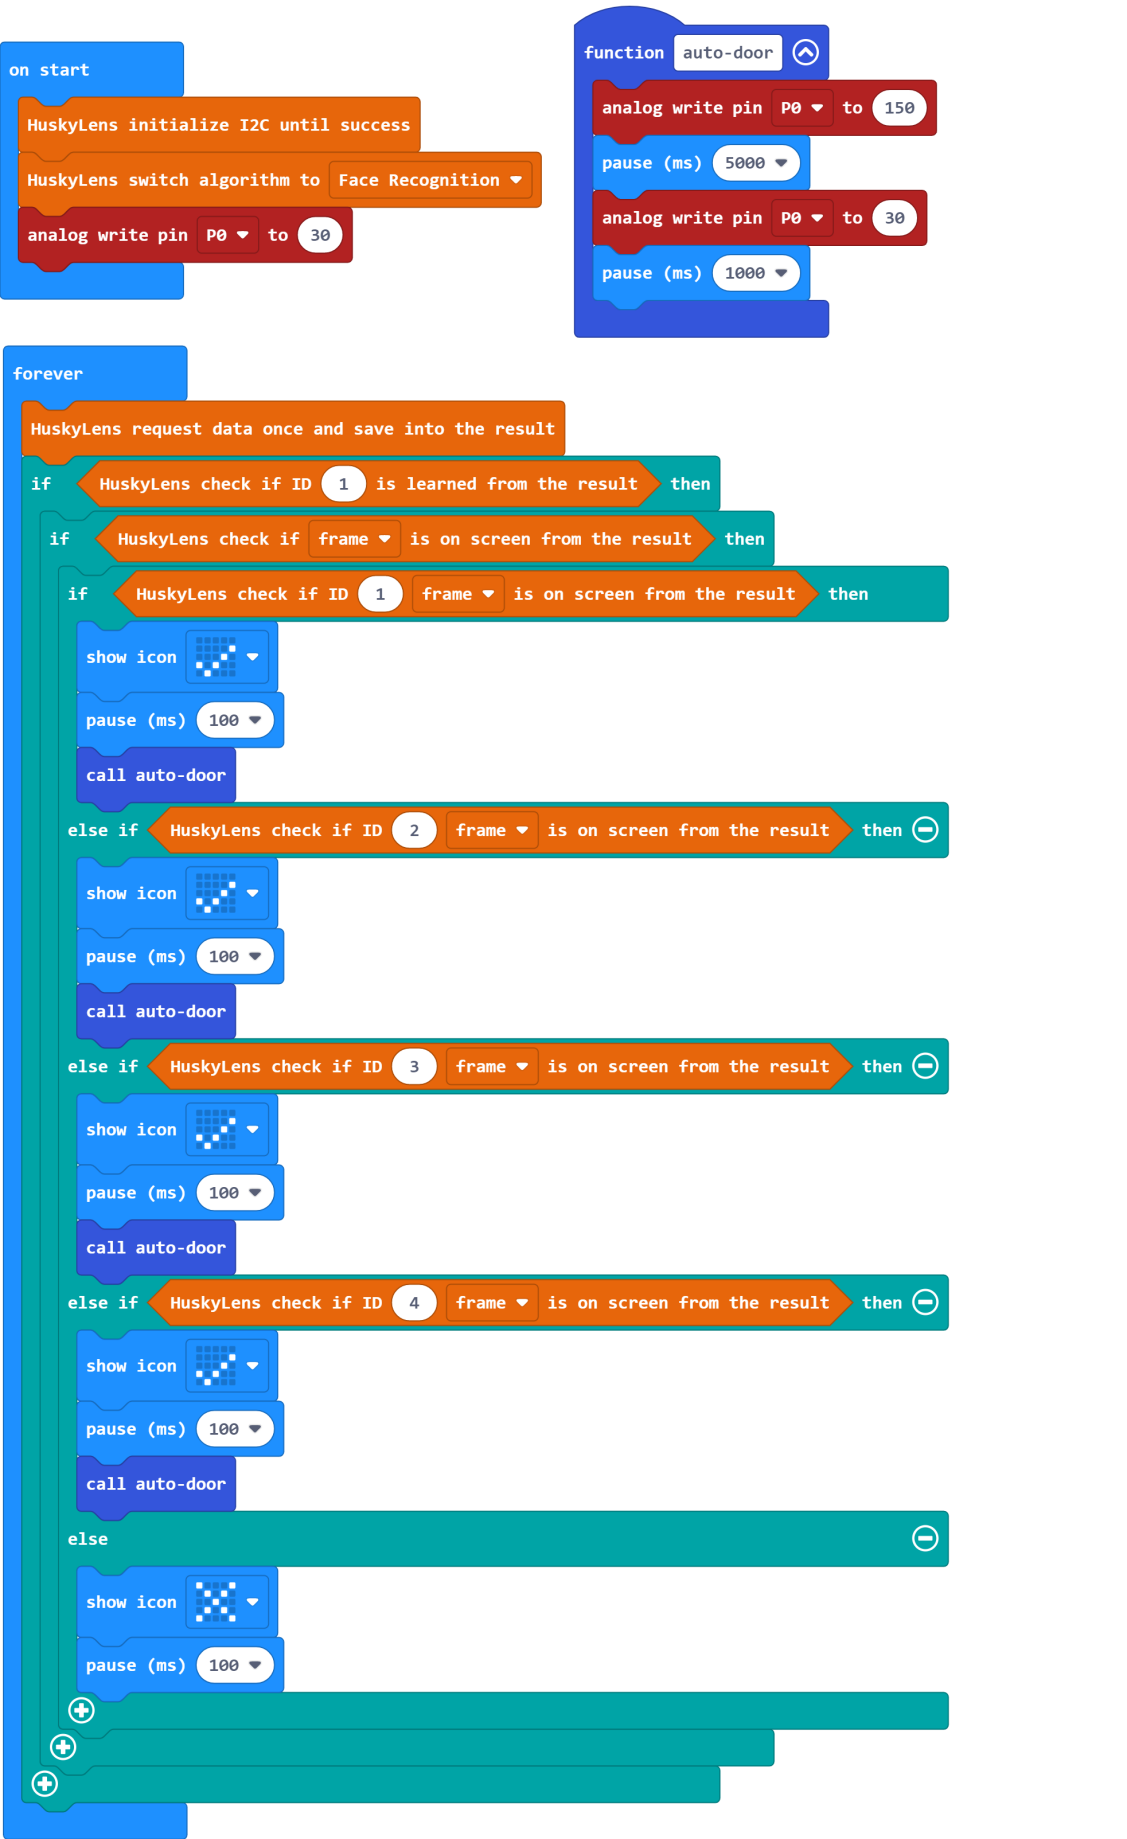 on start
HuskyLens initialize I2C until success
HuskyLens switch algorithm to Face Recognition
analog write pin P0 to 30
function auto-door
analog write pin P0 to 150
pause (ms) 5000
analog write pin P0 to 30
pause (ms) 1000
forever
HuskyLens request data once and save into the result
if HuskyLens check if ID 1 is learned from the result then
if HuskyLens check if frame is on screen from the result then
if HuskyLens check if ID 1 frame is on screen from the result then
show icon
pause (ms) 100
call auto-door
else if HuskyLens check if ID 2 frame is on screen from the result then
show icon
pause (ms) 100
call auto-door
else if HuskyLens check if ID 3 frame is on screen from the result then
show icon
pause (ms) 100
call auto-door
else if HuskyLens check if ID 4 frame is on screen from the result then
show icon
pause (ms) 100
call auto-door
else
show icon
pause (ms) 100